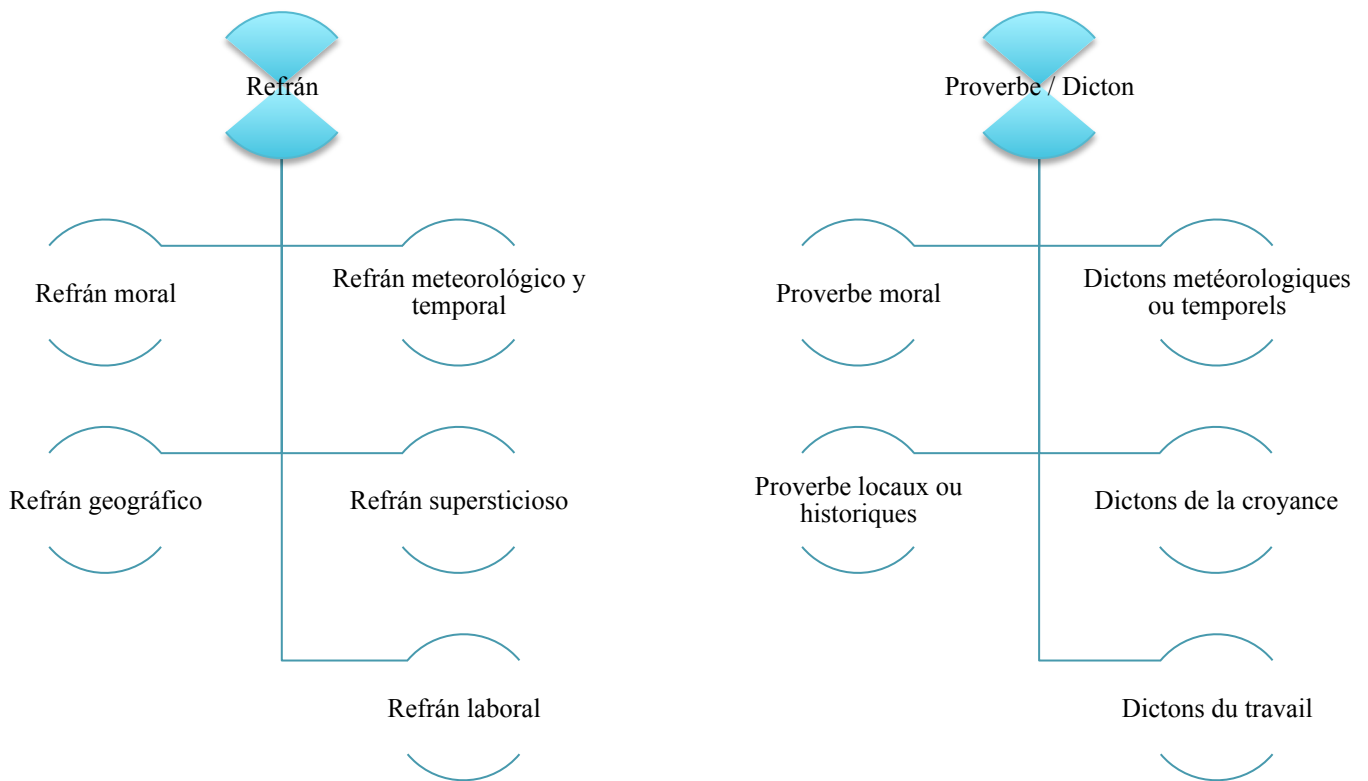 Refrán
Refrán moral
Refrán meteorológico y
temporal
Refrán geográfico
Refrán supersticioso
Refrán laboral
Proverbe / Dicton
Proverbe moral
Dictons metéorologiques
ou temporels
Proverbe locaux ou
historiques
Dictons de la croyance
Dictons du travail